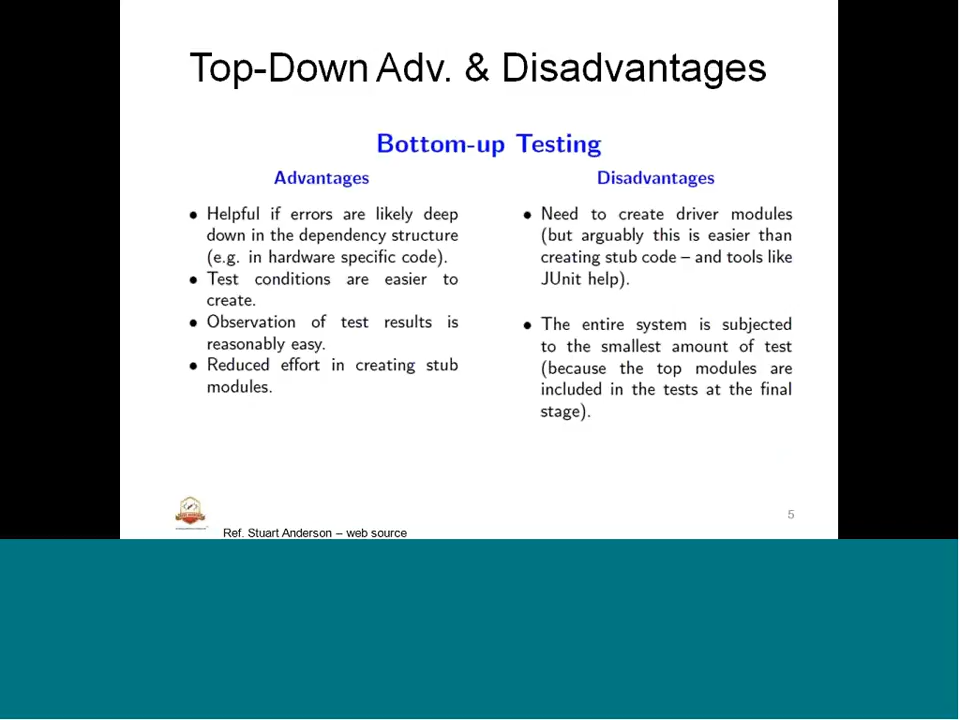 Top-Down Adv. & Disadvantages
Bottom-up Testing
Advantages
• Helpful if errors are likely deep
down in the dependency structure
(e.g. in hardware specific code).
• Test conditions are easier to
create.
• Observation of test results is
reasonably easy.
• Reduced effort in creating stub
modules.
Disadvantages
• Need to create driver modules
(but arguably this is easier than
creating stub code – and tools like
JUnit help).
• The entire system is subjected
to the smallest amount of test
(because the top modules are
included in the tests at the final
stage).
5
Ref. Stuart Anderson – web source